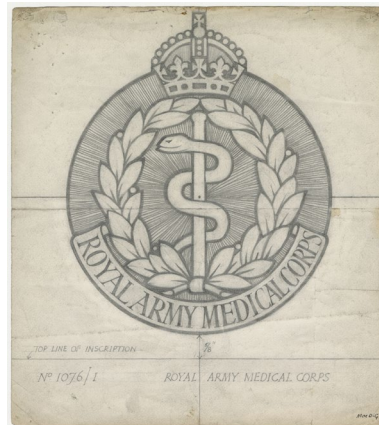 ROYAL ARMY MEDICAL CORPS
TOP LINE OF INSCRIPTION
No 1076/1
ROYAL ARMY MEDICAL CORPS